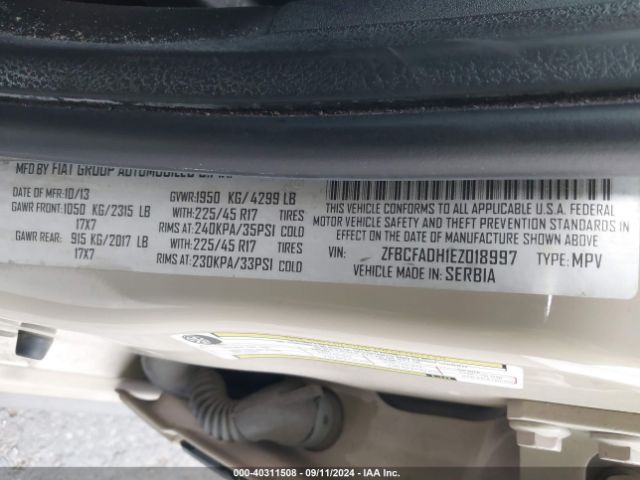 MFD BY FIAT GROUP AUTOMOBILES S.P.A.
DATE OF MFR:10/13 GVWR:1950 KG/4299 LB
GAWR FRONT:1050 KG/2315 LB WITH:225/45 R17 TIRES
17X7 RIMS AT:240KPA/35PSI COLD
GAWR REAR: 915 KG/2017 LB WITH:225/45 R17 TIRES
17X7 RIMS AT:230KPA/33PSI COLD
THIS VEHICLE CONFORMS TO ALL APPLICABLE U.S.A. FEDERAL
MOTOR VEHICLE SAFETY AND THEFT PREVENTION STANDARDS IN
EFFECT ON THE DATE OF MANUFACTURE SHOWN ABOVE
VIN: ZFBCFADH1EZ018997 TYPE: MPV
VEHICLE MADE IN SERBIA
000-40311508 - 09/11/2024 - IAA Inc.